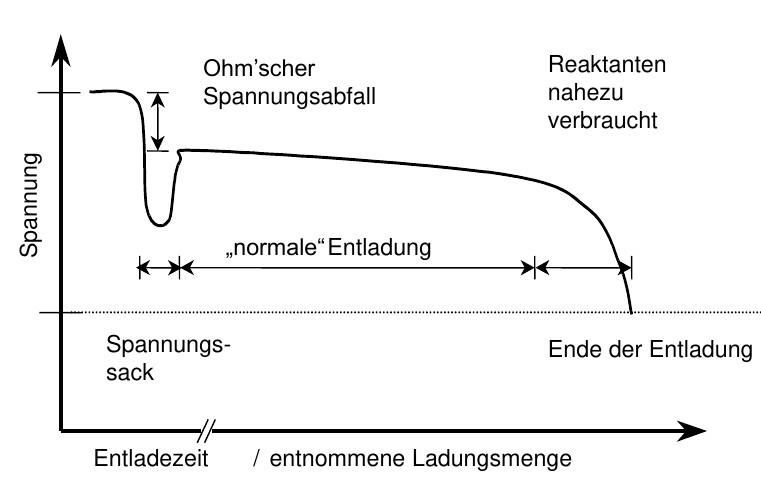 Ohm'scher
Spannungsabfall
Reaktanten
nahezu
verbraucht
Spannung
„normale“ Entladung
Spannungs-
sack
Ende der Entladung
Entladezeit / entnommene Ladungsmenge